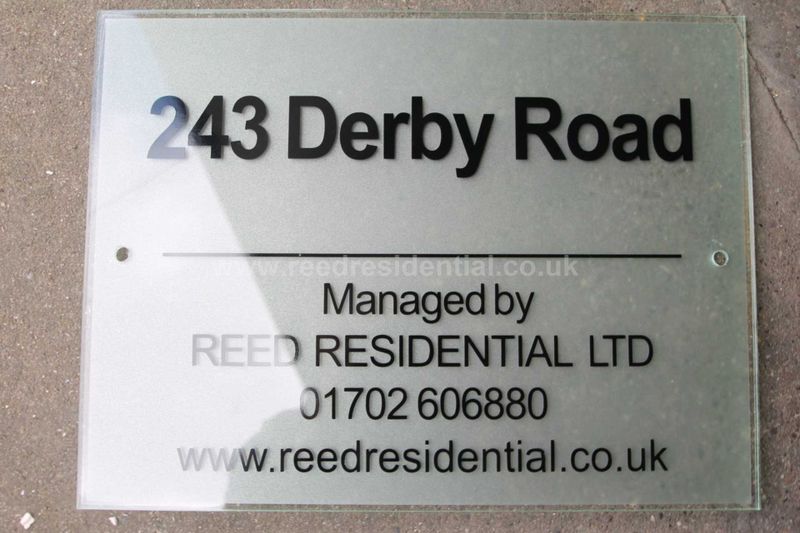 243 Derby Road
www.reedresidential.co.uk
Managed by
REED RESIDENTIAL LTD
01702 606880
www.reedresidential.co.uk